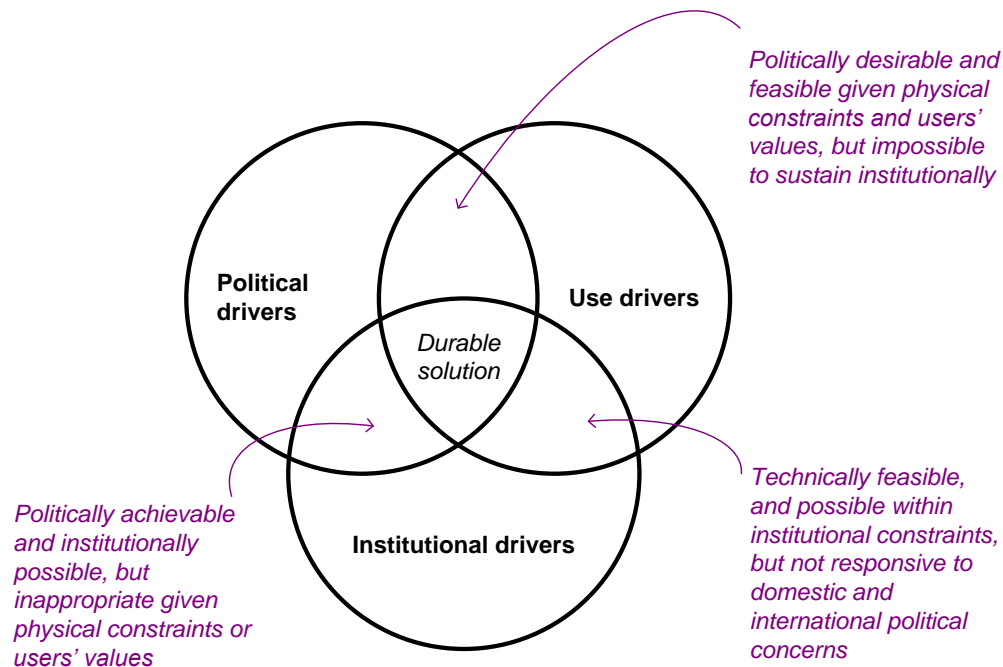 Politically desirable and
feasible given physical
constraints and users’
values, but impossible
to sustain institutionally
Political
drivers
Use drivers
Durable
solution
Institutional drivers
Politically achievable
and institutionally
possible, but
inappropriate given
physical constraints or
users’ values
Technically feasible,
and possible within
institutional constraints,
but not responsive to
domestic and
international political
concerns